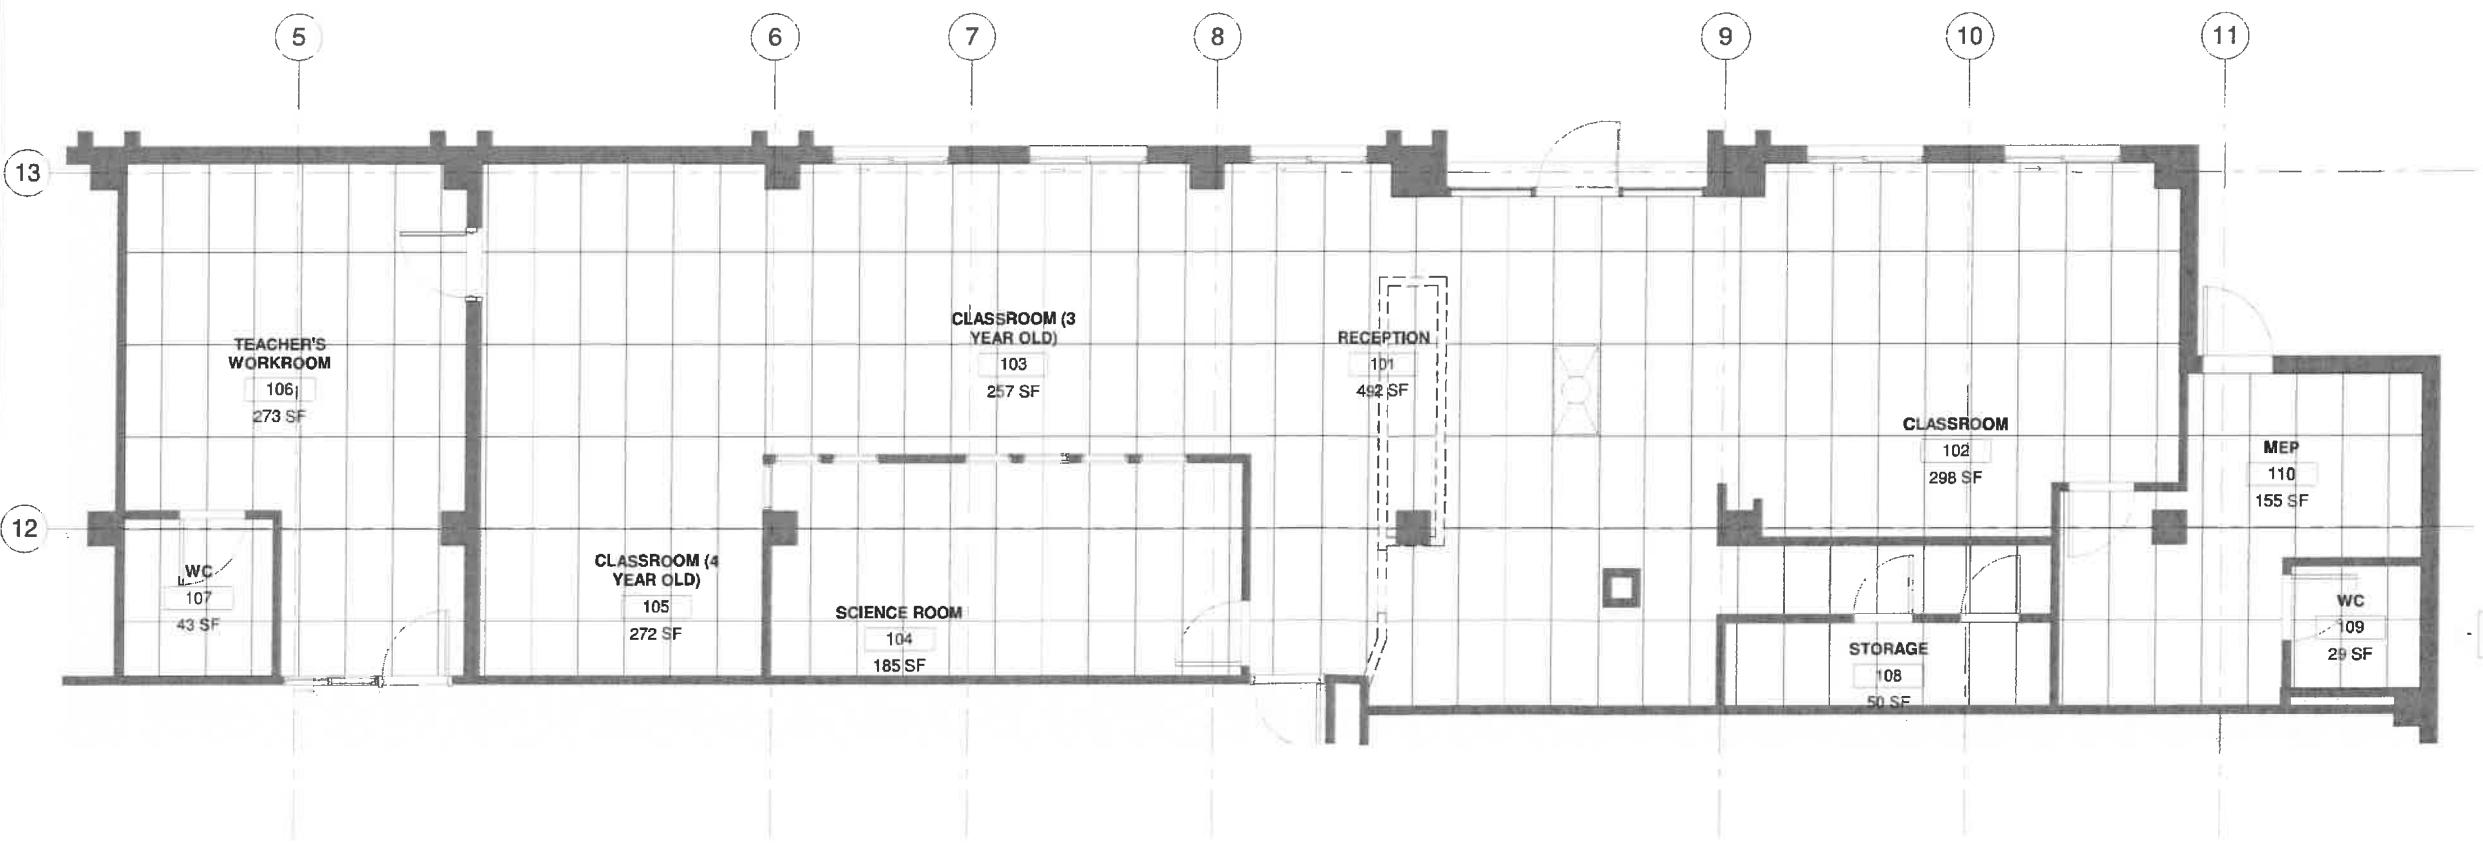 5
6
7
8
9
10
11
13
12
TEACHER'S
WORKROOM
106
273 SF
CLASSROOM (3
YEAR OLD)
103
257 SF
RECEPTION
101
492 SF
CLASSROOM
102
298 SF
MEP
110
155 SF
WC
107
43 SF
CLASSROOM (4
YEAR OLD)
105
272 SF
SCIENCE ROOM
104
185 SF
STORAGE
108
50 SF
WC
109
29 SF